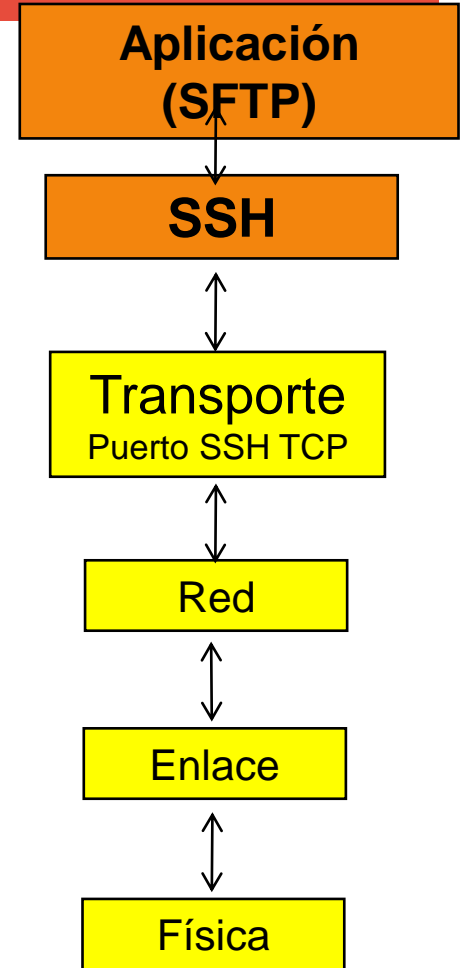 Aplicación
(SFTP)
SSH
Transporte
Puerto SSH TCP
Red
Enlace
Física